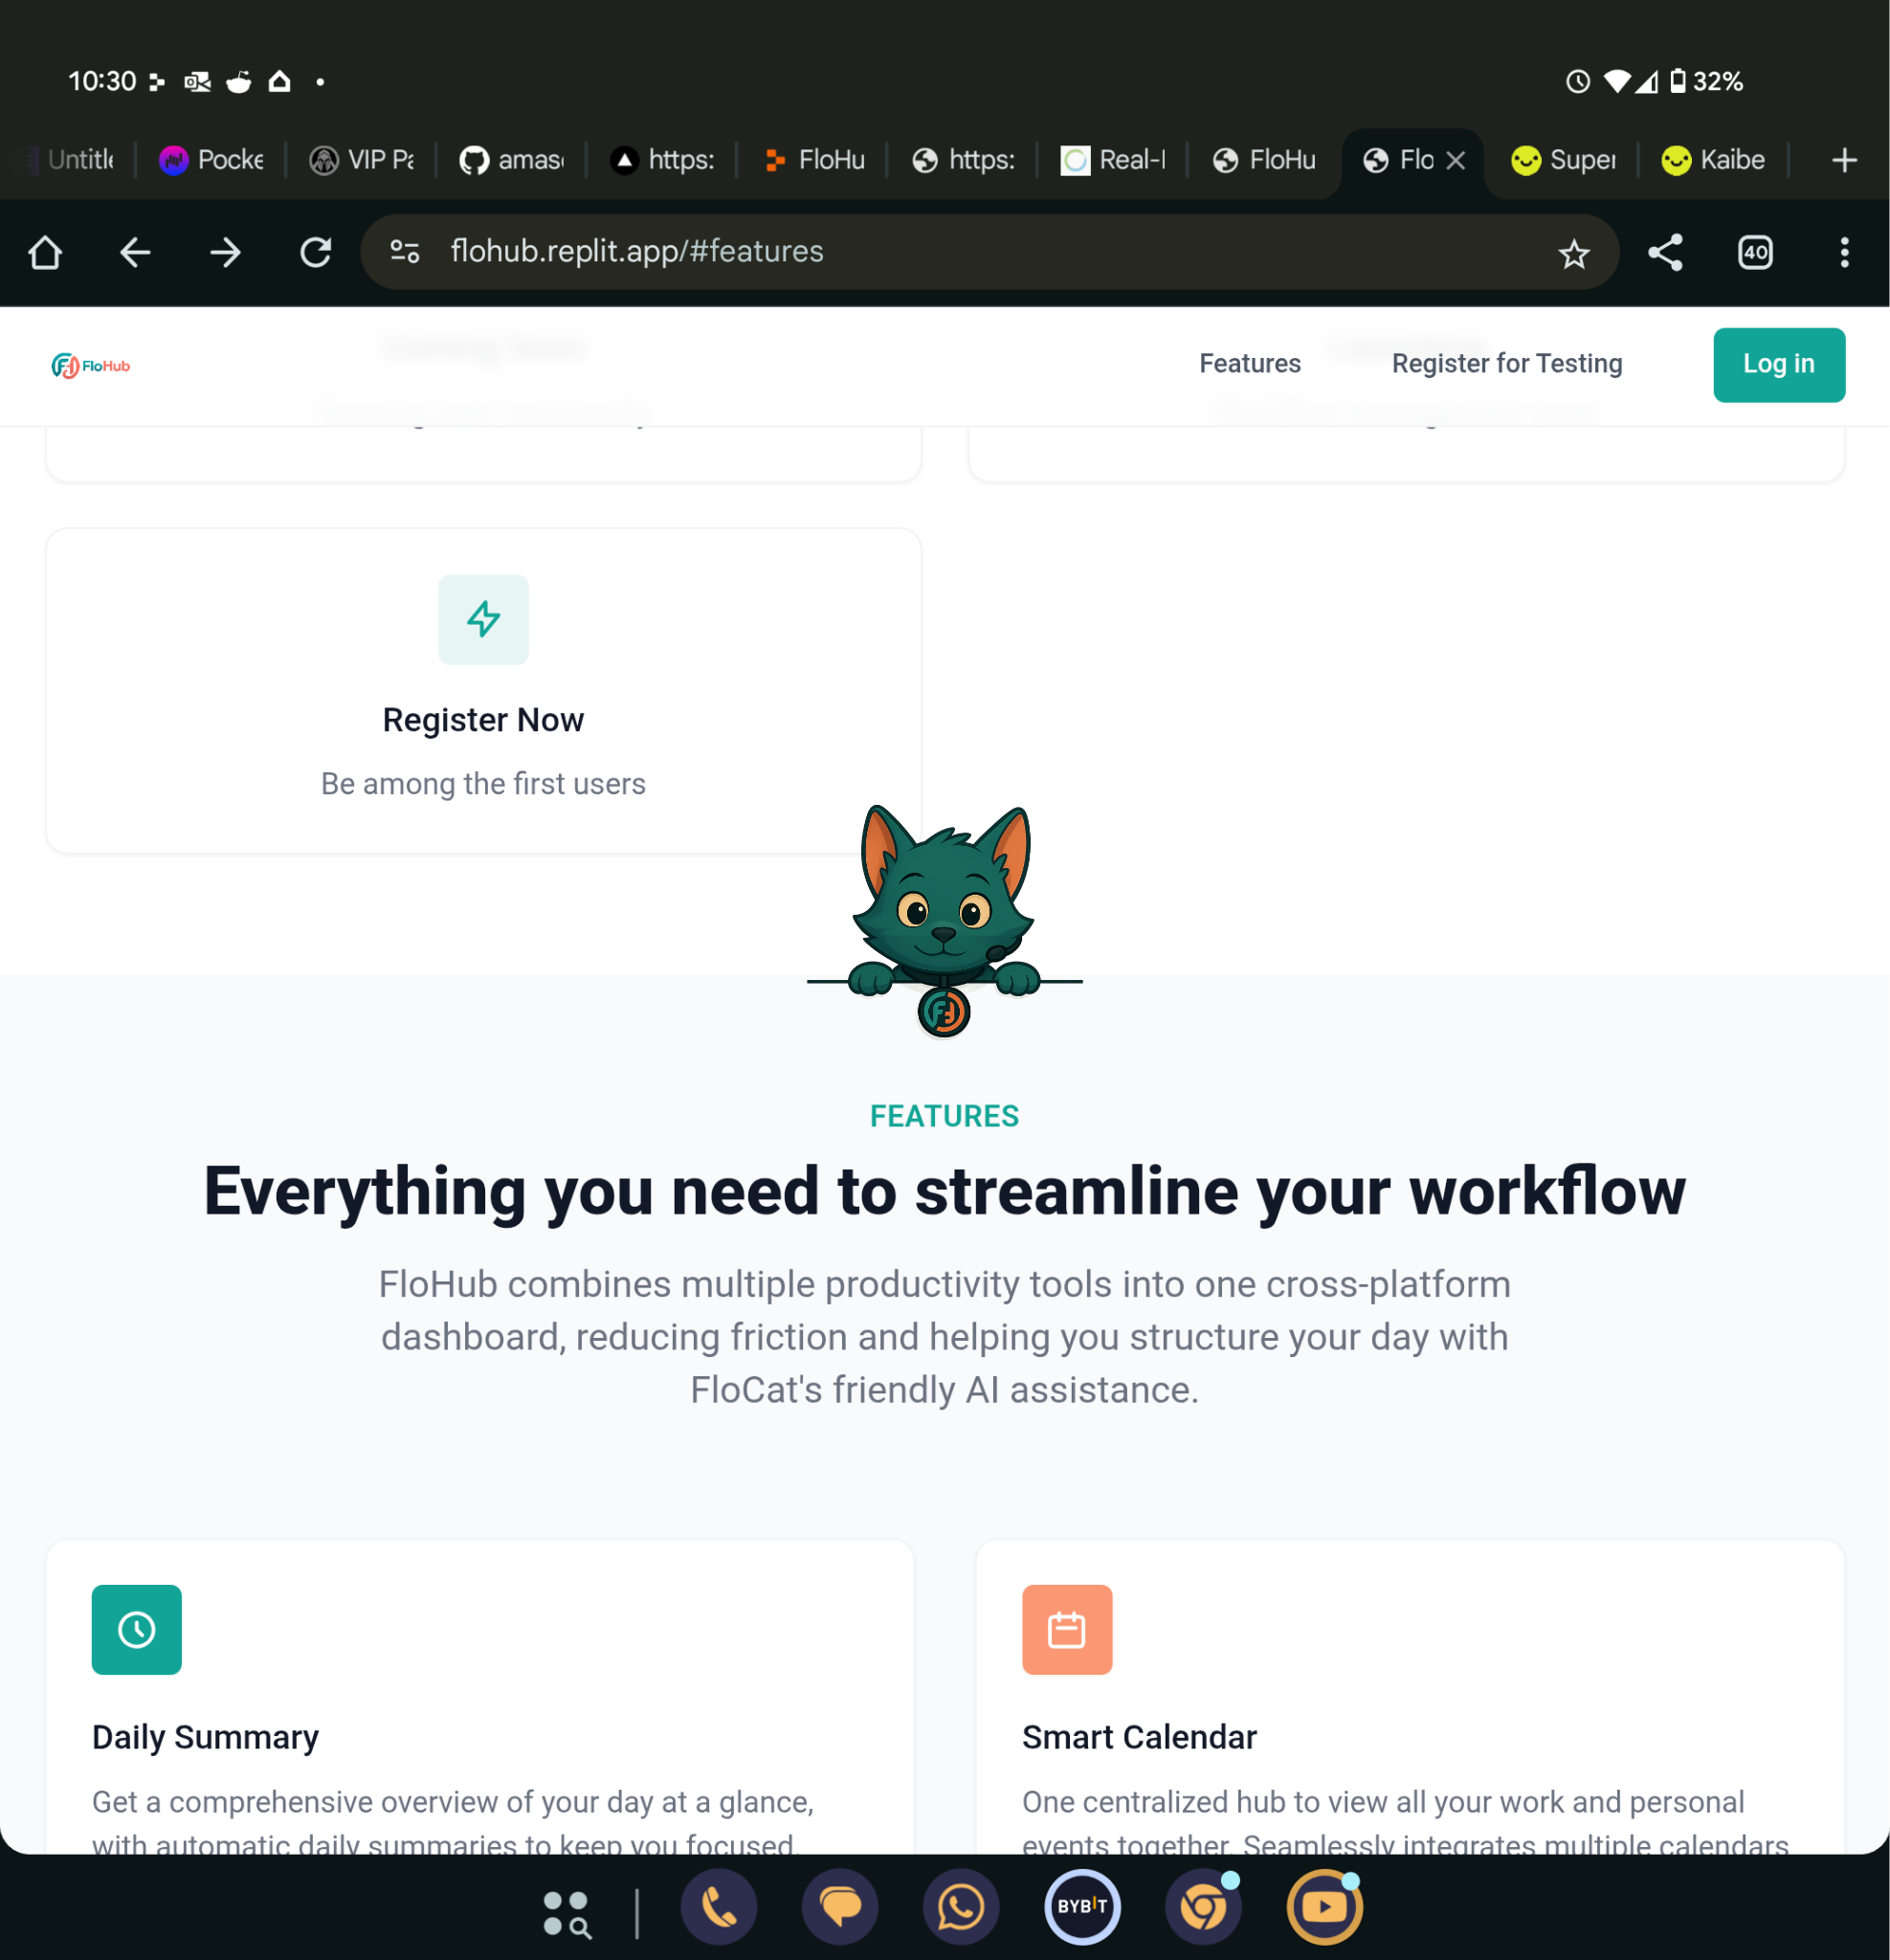 10:30
32%
Untitle
Pocke
VIP Pa
amaso
https:
FloHu
https:
Real-
FloHu
Flo
Super
Kaibe
flohub.replit.app/#features
40
FloHub
Features
Register for Testing
Log in
Register Now
Be among the first users
FEATURES
Everything you need to streamline your workflow
FloHub combines multiple productivity tools into one cross-platform
dashboard, reducing friction and helping you structure your day with
FloCat's friendly AI assistance.
Daily Summary
Get a comprehensive overview of your day at a glance,
with automatic daily summaries to keep you focused.
Smart Calendar
One centralized hub to view all your work and personal
events together. Seamlessly integrates multiple calendars
BYBIT